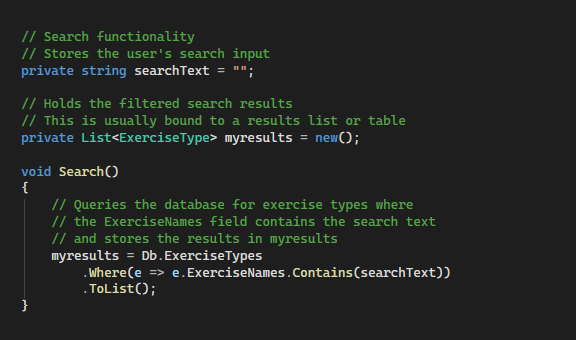 // Search functionality
// Stores the user's search input
private string searchText = "";
// Holds the filtered search results
// This is usually bound to a results list or table
private List<ExerciseType> myresults = new();
void Search()
{
// Queries the database for exercise types where
// the ExerciseNames field contains the search text
// and stores the results in myresults
myresults = Db.ExerciseTypes
.Where(e => e.ExerciseNames.Contains(searchText))
.ToList();
}